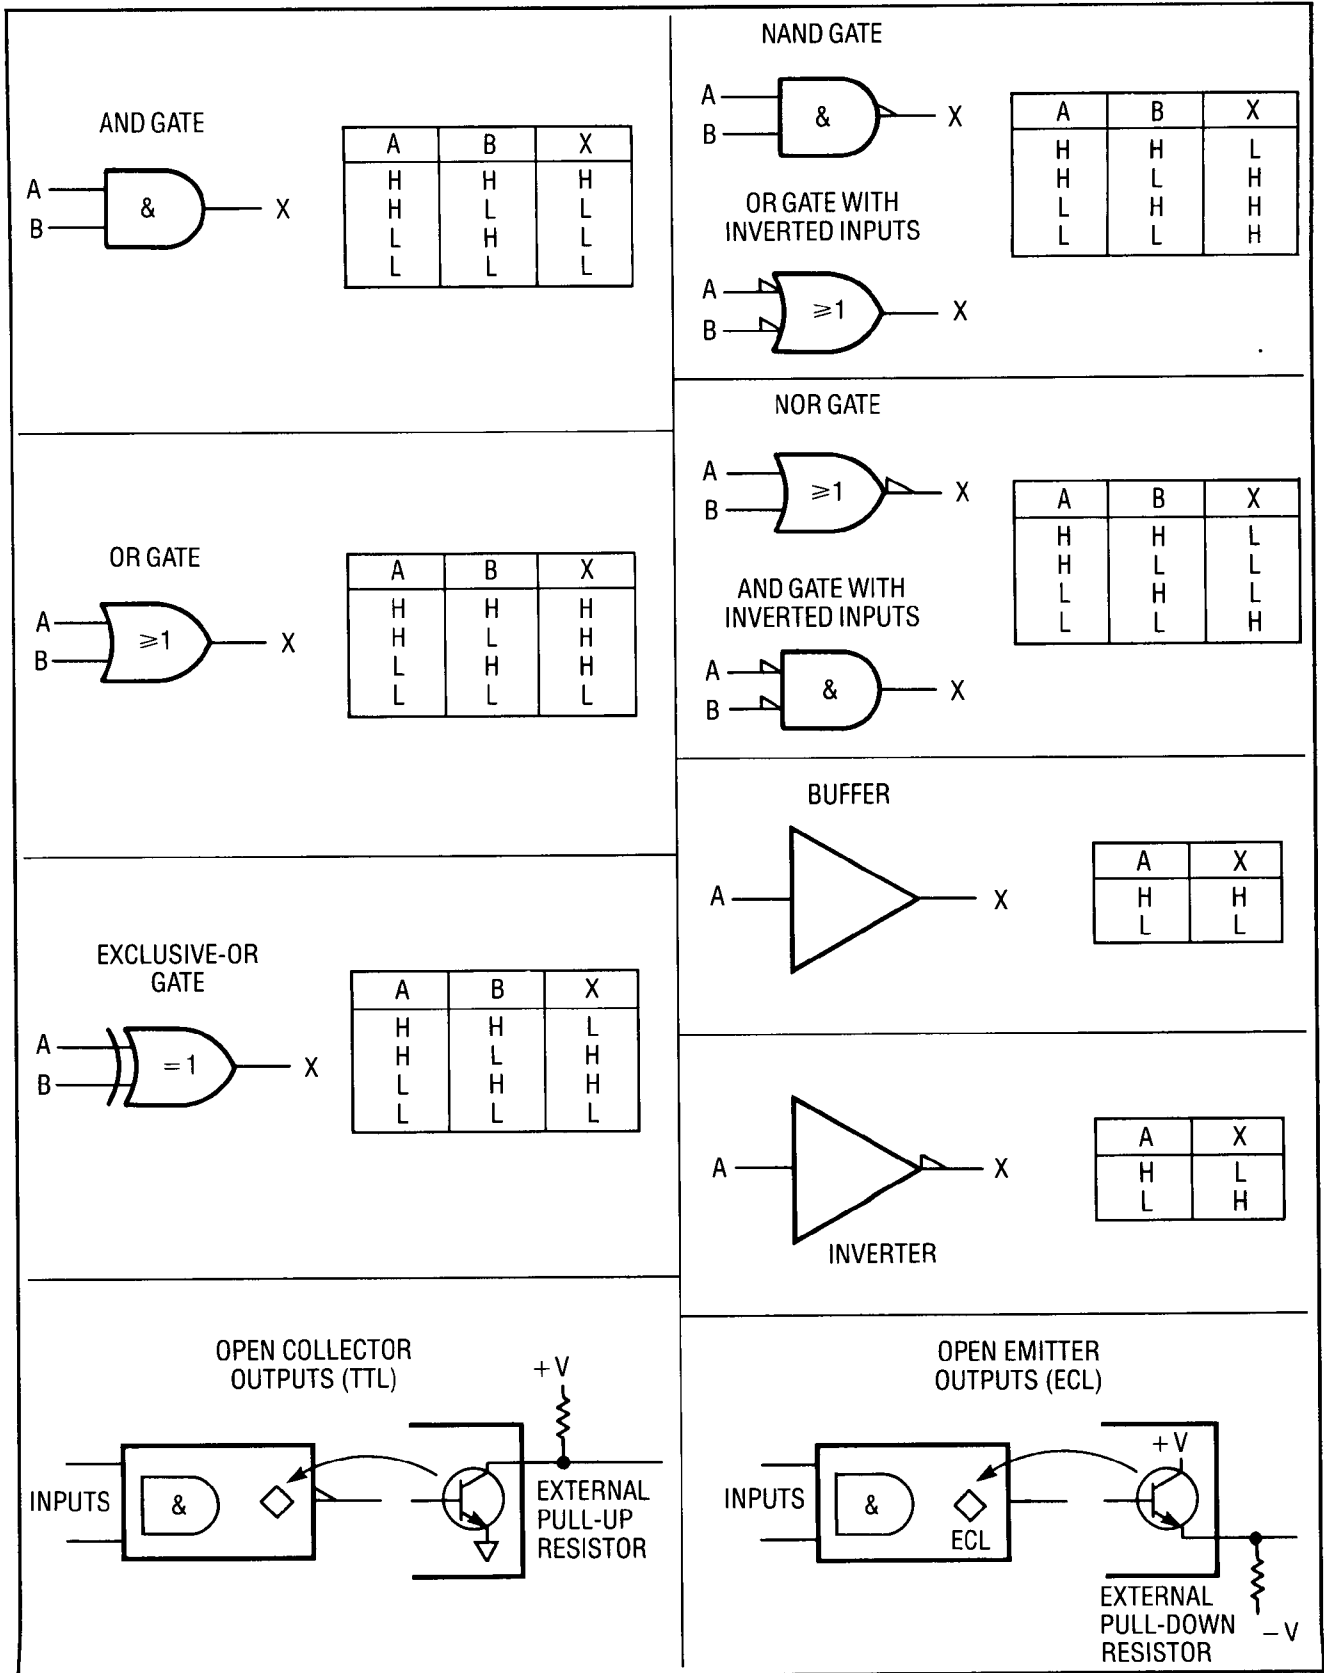 AND GATE
A
B
&
X
A B X
H H H
H L L
L H L
L L L
OR GATE
A
B
≥1
X
A B X
H H H
H L H
L H H
L L L
EXCLUSIVE-OR
GATE
A
B
=1
X
A B X
H H L
H L H
L H H
L L L
OPEN COLLECTOR
OUTPUTS (TTL)
+V
INPUTS
&
EXTERNAL
PULL-UP
RESISTOR
NAND GATE
A
B
&
X
OR GATE WITH
INVERTED INPUTS
A
B
≥1
X
A B X
H H L
H L H
L H H
L L H
NOR GATE
A
B
≥1
X
AND GATE WITH
INVERTED INPUTS
A
B
&
X
A B X
H H L
H L L
L H L
L L H
BUFFER
A
X
A X
H H
L L
A
X
INVERTER
A X
H L
L H
OPEN EMITTER
OUTPUTS (ECL)
+V
INPUTS
&
ECL
EXTERNAL
PULL-DOWN
RESISTOR
−V